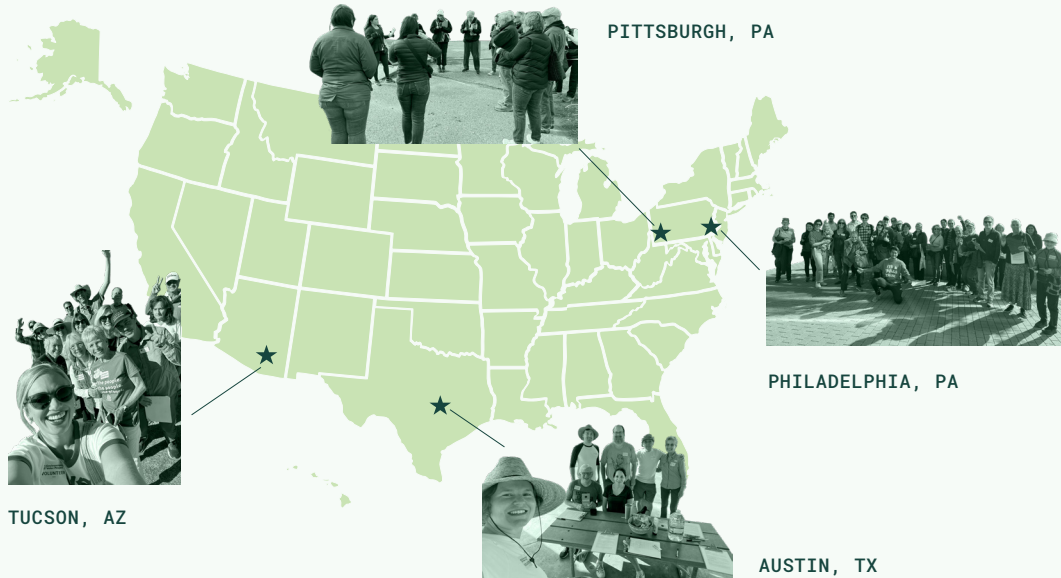 PITTSBURGH, PA
PHILADELPHIA, PA
TUCSON, AZ
AUSTIN, TX